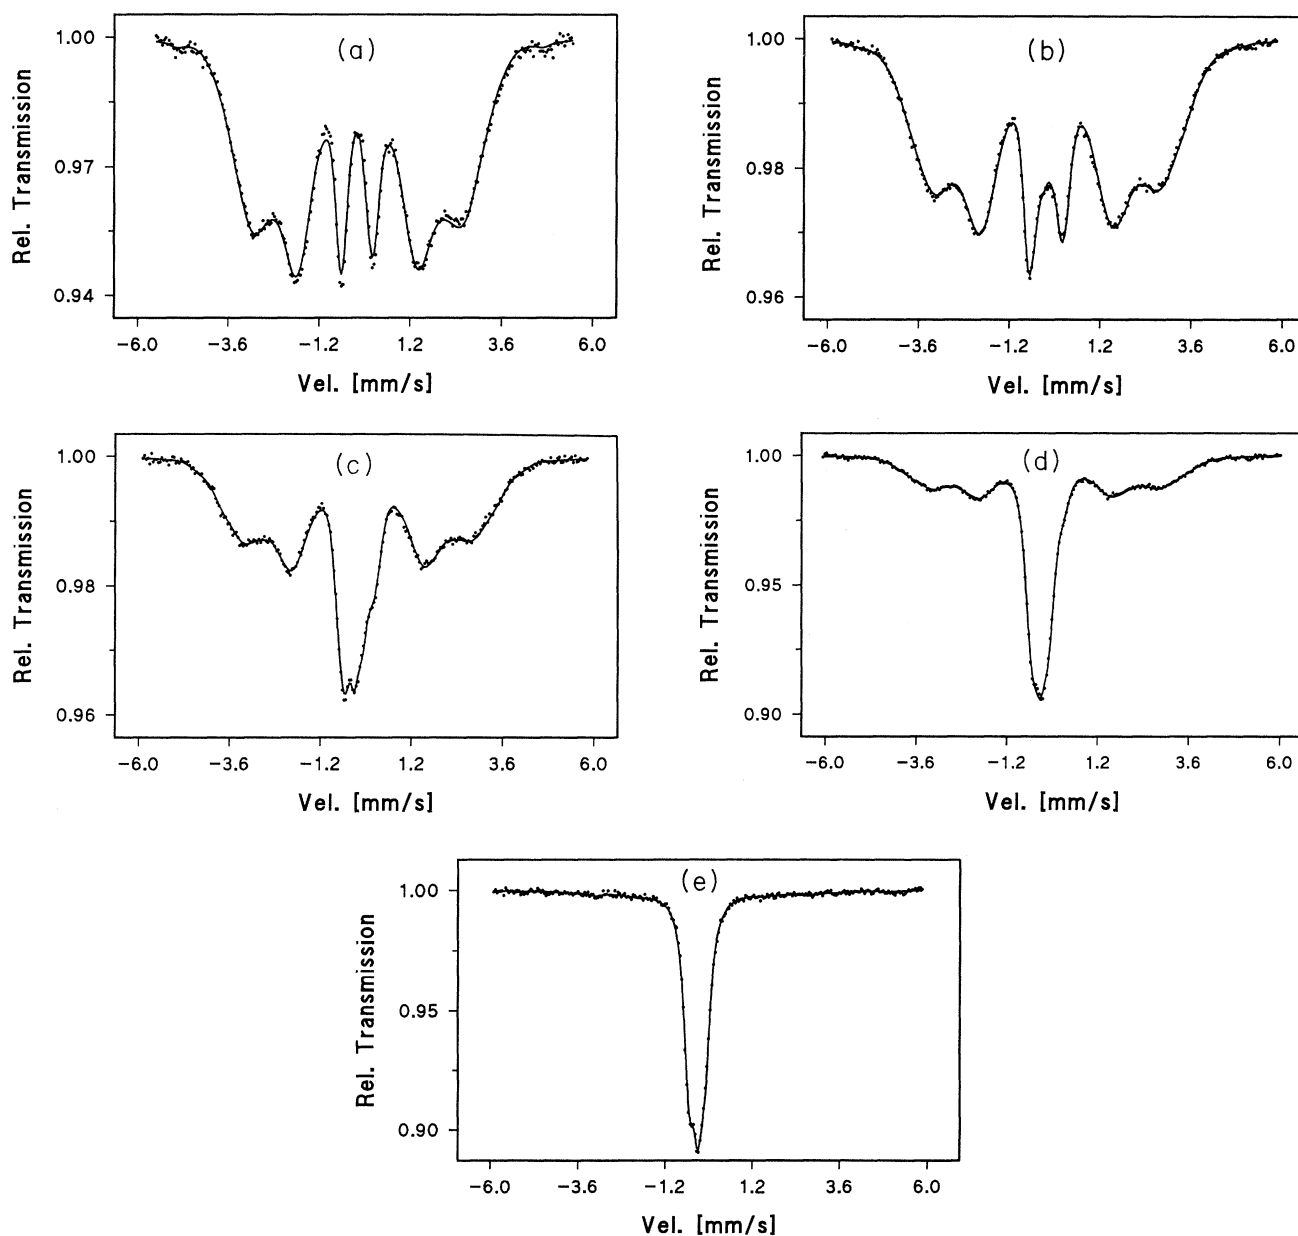 (a)
1.00
0.97
0.94
Rel. Transmission
-6.0 -3.6 -1.2 1.2 3.6 6.0
Vel. [mm/s]
(b)
1.00
0.98
0.96
Rel. Transmission
-6.0 -3.6 -1.2 1.2 3.6 6.0
Vel. [mm/s]
(c)
1.00
0.98
0.96
Rel. Transmission
-6.0 -3.6 -1.2 1.2 3.6 6.0
Vel. [mm/s]
(d)
1.00
0.95
0.90
Rel. Transmission
-6.0 -3.6 -1.2 1.2 3.6 6.0
Vel. [mm/s]
(e)
1.00
0.95
0.90
Rel. Transmission
-6.0 -3.6 -1.2 1.2 3.6 6.0
Vel. [mm/s]